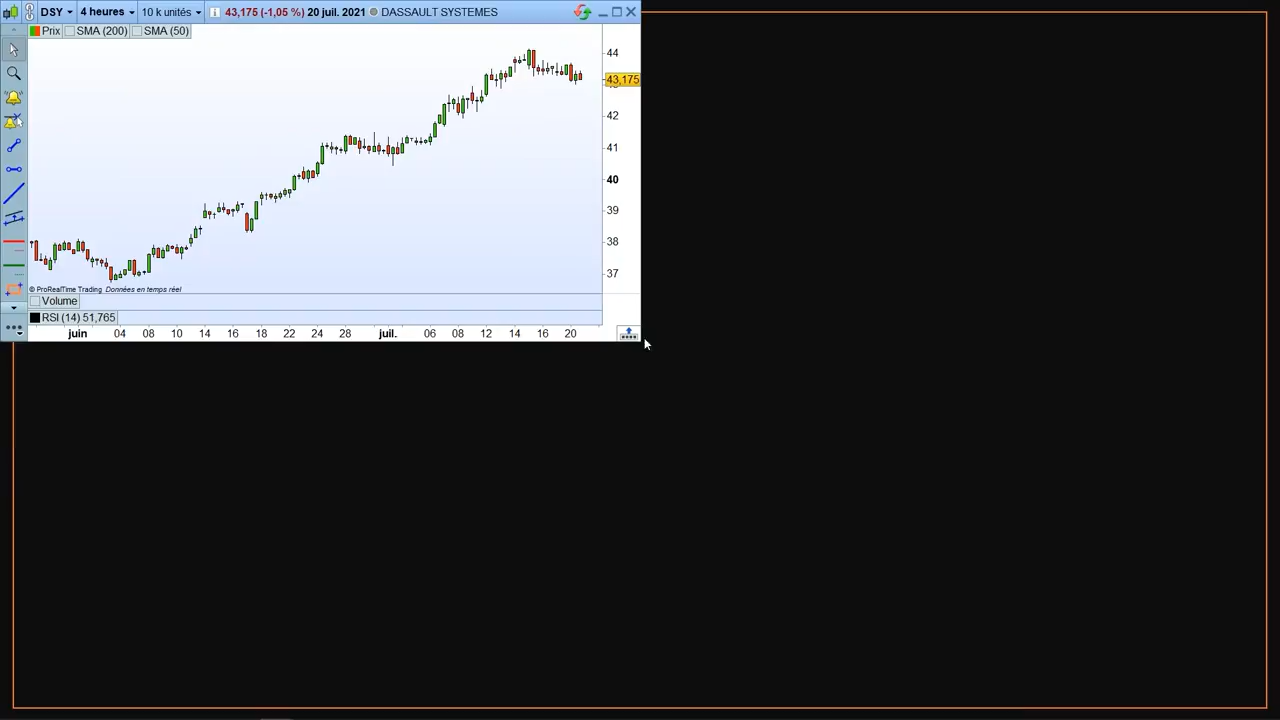 DSY 4 heures 10 k unités 43,175 (-1,05 %) 20 juil. 2021 DASSAULT SYSTEMES
Prix SMA (200) SMA (50)
44
43,175
42
41
40
39
38
37
© ProRealTime Trading Données en temps réel
Volume
RSI (14) 51,765
juin 04 08 10 14 16 18 22 24 28 juil. 06 08 12 14 16 20